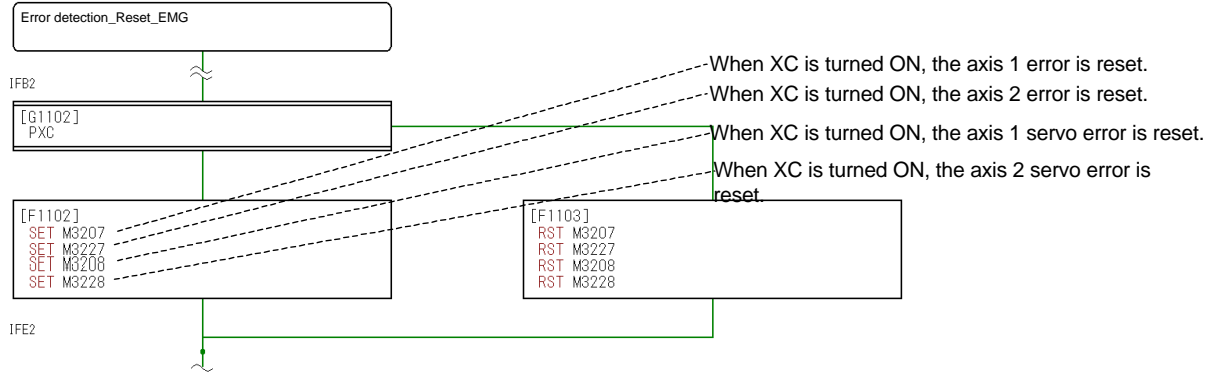 Error detection_Reset_EMG
IFB2
[G1102]
PXC
When XC is turned ON, the axis 1 error is reset.
When XC is turned ON, the axis 2 error is reset.
When XC is turned ON, the axis 1 servo error is reset.
When XC is turned ON, the axis 2 servo error is
reset.
[F1102]
SET M3207
SET M3227
SET M3208
SET M3228
[F1103]
RST M3207
RST M3227
RST M3208
RST M3228
IFE2